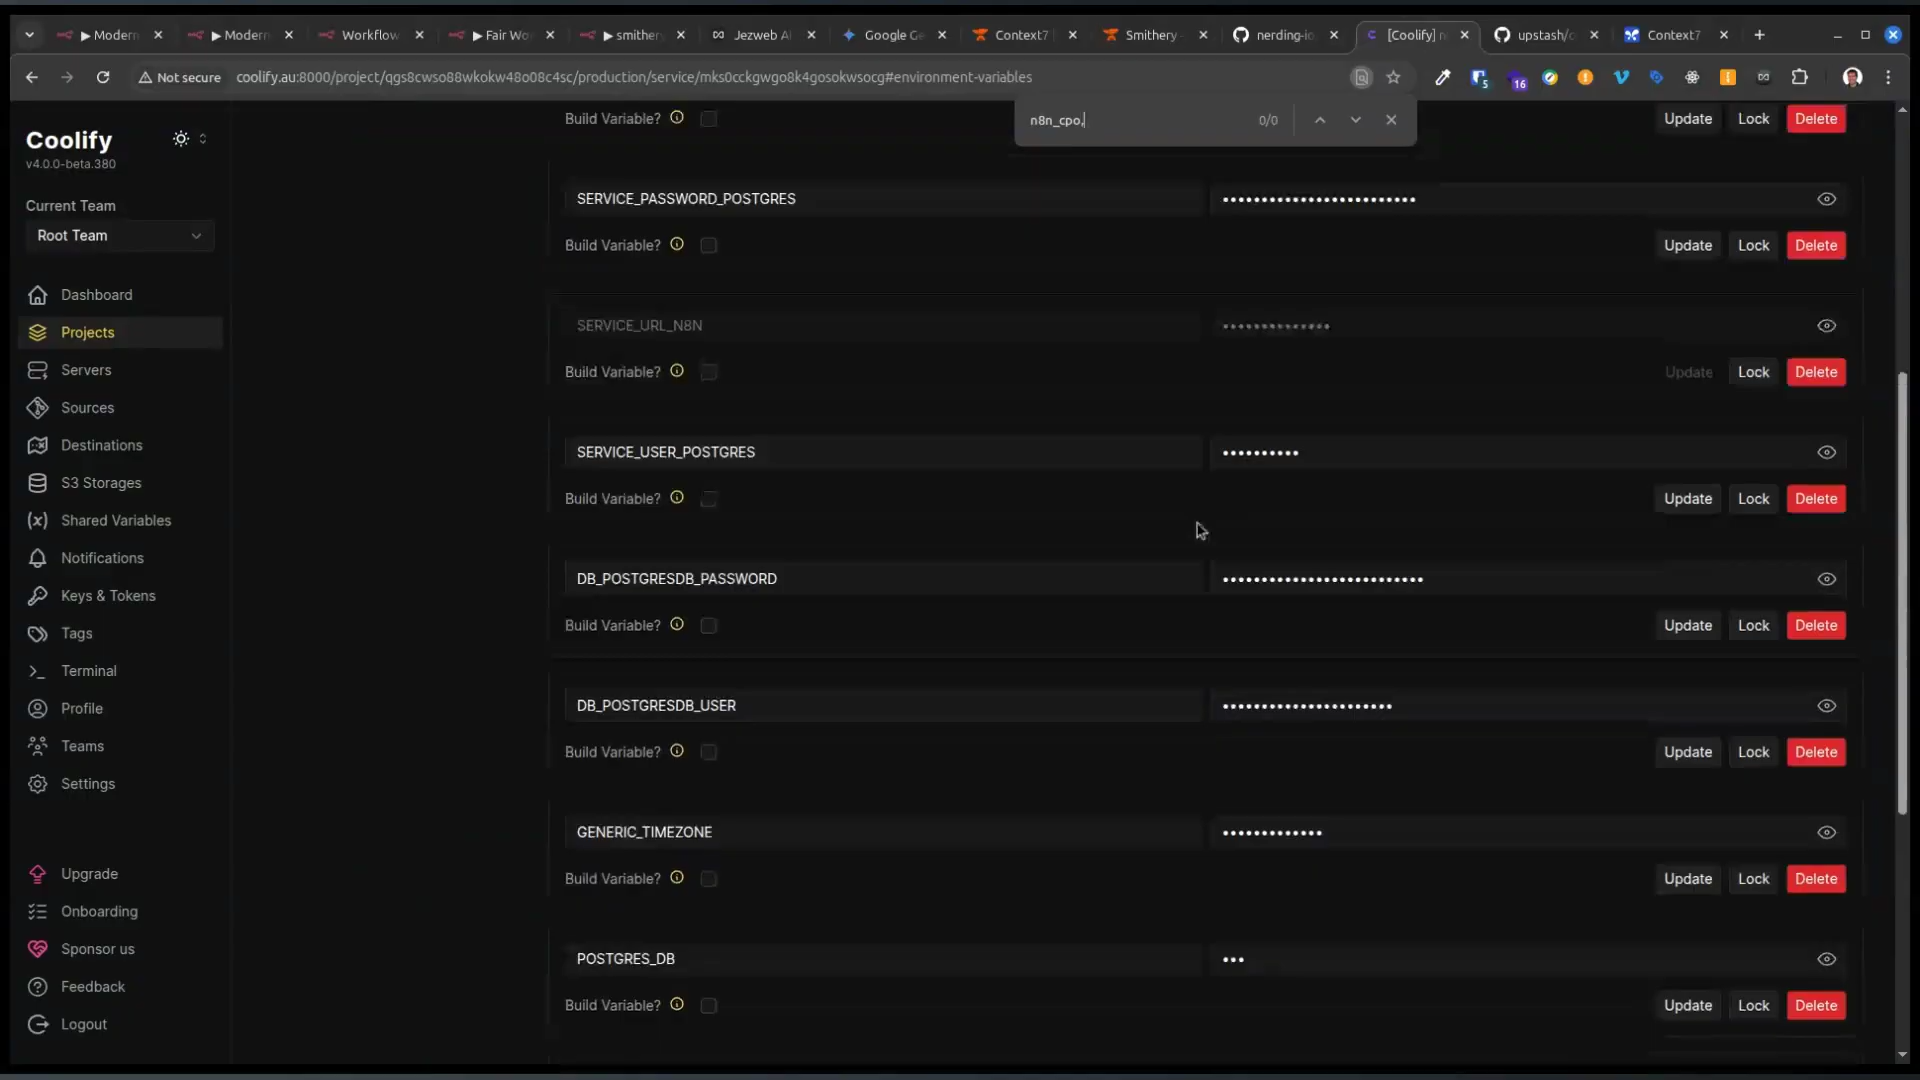 ▶ Modern
▶ Modern
Workflow
▶ Fair Wo
▶ smither
Jezweb AI
Google Ge
Context7
Smithery
nerding-io
[Coolify] n
upstash/c
Context7
Not secure
coolify.au:8000/project/qgs8cwso88wkokw48o08c4sc/production/service/mks0cckgwgo8k4gosokwsocg#environment-variables
5
16
n8n_cpo,
0/0
Coolify
v4.0.0-beta.380
Current Team
Root Team
Dashboard
Projects
Servers
Sources
Destinations
S3 Storages
Shared Variables
Notifications
Keys & Tokens
Tags
Terminal
Profile
Teams
Settings
Upgrade
Onboarding
Sponsor us
Feedback
Logout
Build Variable?
Update Lock Delete
SERVICE_PASSWORD_POSTGRES
Build Variable?
Update Lock Delete
SERVICE_URL_N8N
Build Variable?
Update Lock Delete
SERVICE_USER_POSTGRES
Build Variable?
Update Lock Delete
DB_POSTGRESDB_PASSWORD
Build Variable?
Update Lock Delete
DB_POSTGRESDB_USER
Build Variable?
Update Lock Delete
GENERIC_TIMEZONE
Build Variable?
Update Lock Delete
POSTGRES_DB
Build Variable?
Update Lock Delete